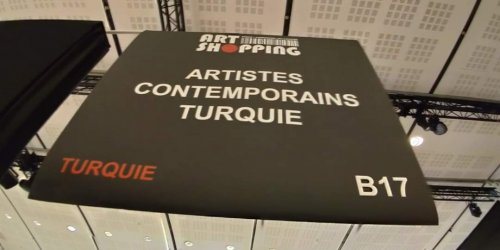 ART
SHOPPING
ARTISTES
CONTEMPORAINS
TURQUIE
TURQUIE
B17